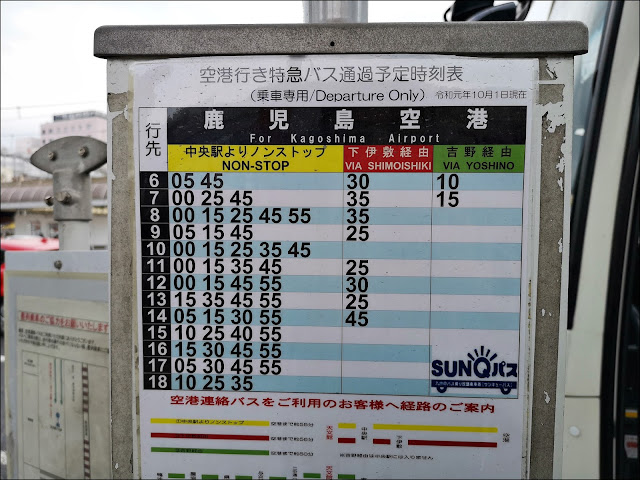 空港行き特急バス通過予定時刻表
（乗車専用/Departure Only） 令和元年10月1日現在
行先 鹿児島空港
For Kagoshima Airport
中央駅よりノンストップ 下伊敷経由 吉野経由
NON-STOP VIA SHIMOISHIKI VIA YOSHINO
6 05 45 30 10
7 00 25 45 35 15
8 00 15 25 45 55 35
9 05 15 45 25
10 00 15 25 35 45
11 00 15 35 45 25
12 00 15 45 55 30
13 15 35 45 55 25
14 05 15 30 55 45
15 10 25 40 55
16 15 30 45 55
17 05 30 45 55
18 10 25 35
SUNQパス
空港連絡バスをご利用のお客様へ経路のご案内